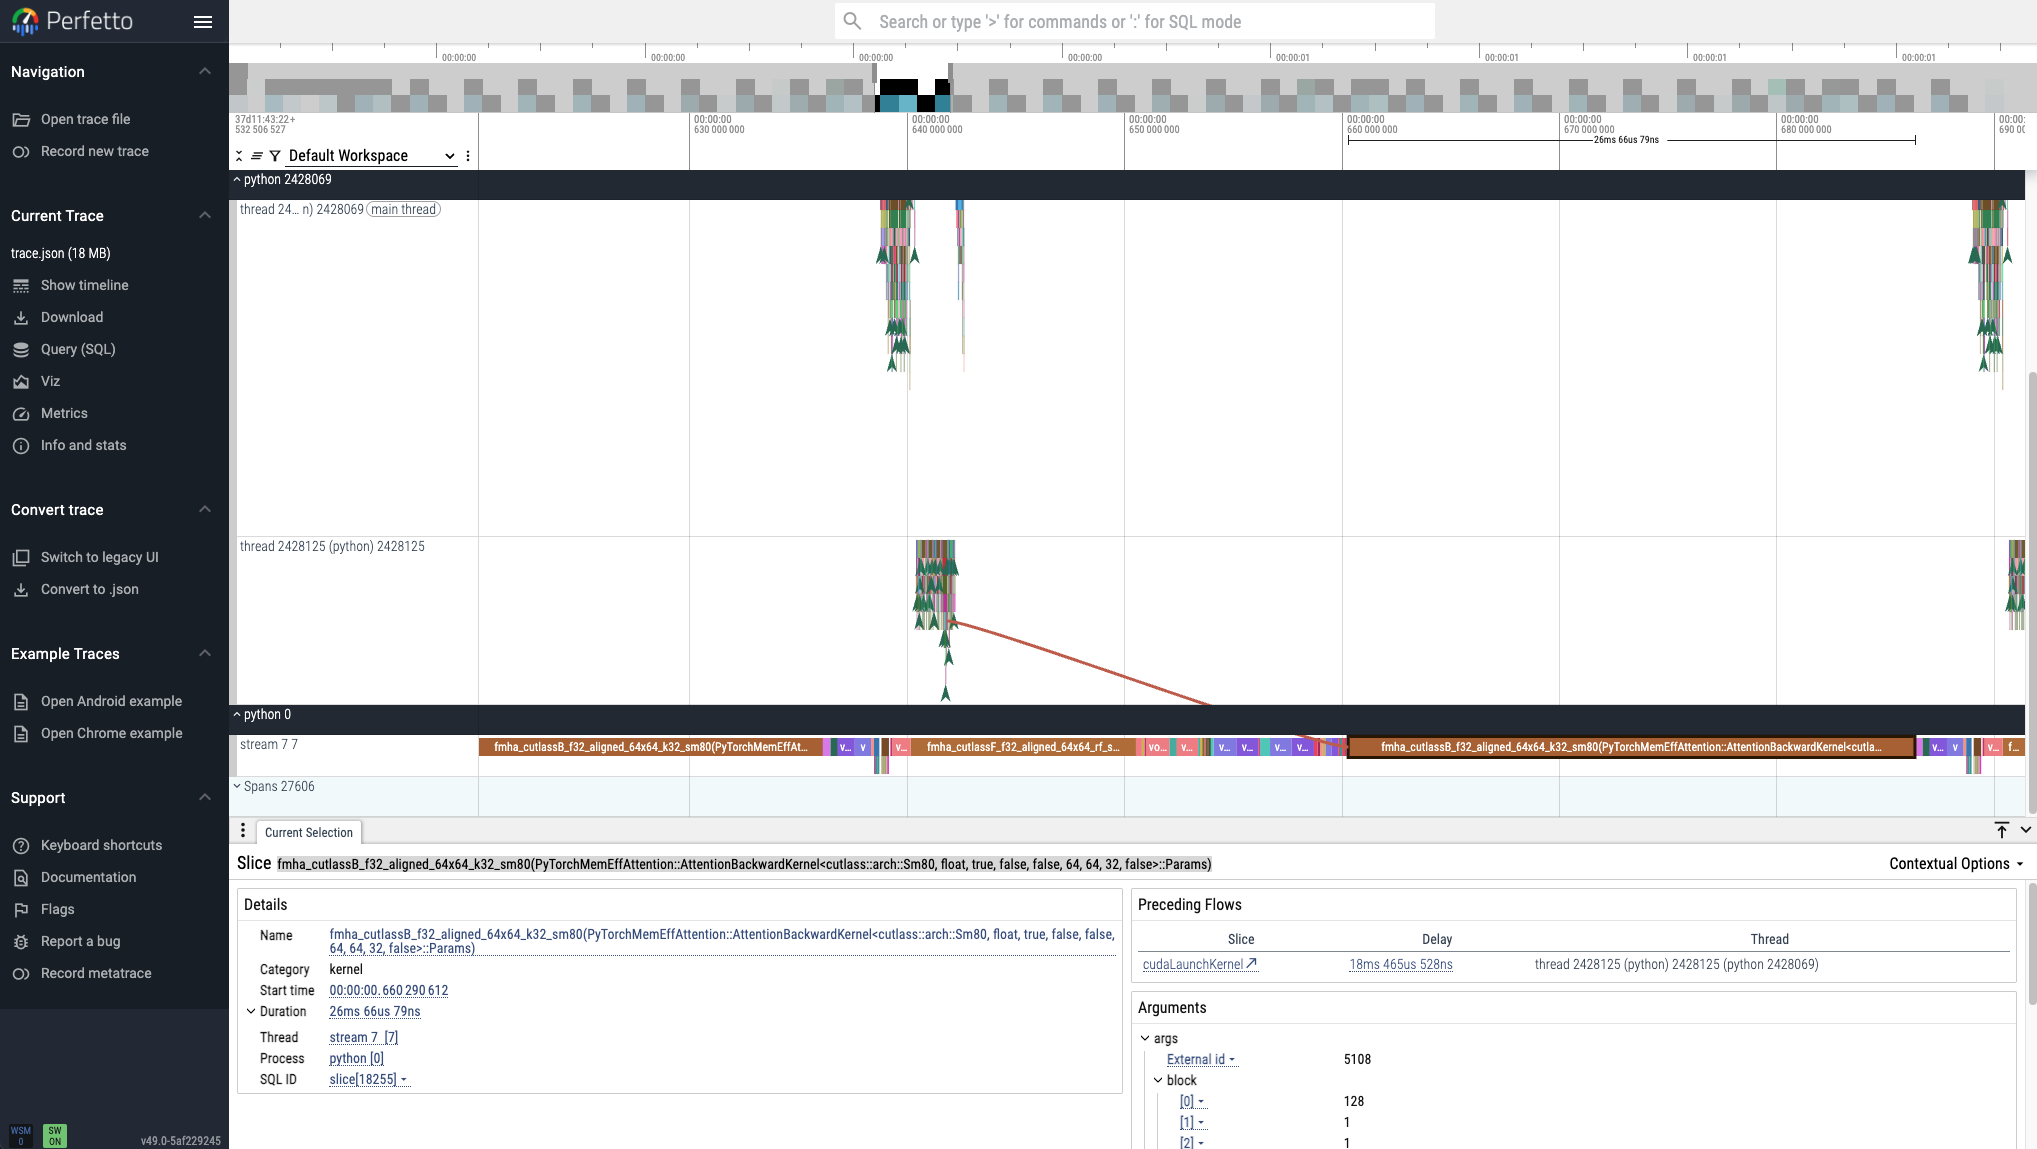 Perfetto
Search or type '>' for commands or ':' for SQL mode
Navigation
Open trace file
Record new trace
Current Trace
trace.json (18 MB)
Show timeline
Download
Query (SQL)
Viz
Metrics
Info and stats
Convert trace
Switch to legacy UI
Convert to .json
Example Traces
Open Android example
Open Chrome example
Support
Keyboard shortcuts
Documentation
Flags
Report a bug
Record metatrace
WSM 0
SW ON
v49.0-5af229245
00:00:00 00:00:00 00:00:00 00:00:00 00:00:01 00:00:01 00:00:01 00:00:01
37d11:43:22+ 00:00:00 00:00:00 00:00:00 00:00:00 00:00:00 00:00:00 00:00:
532 506 527 630 000 000 640 000 000 650 000 000 660 000 000 670 000 000 680 000 000 690 00
26ms 66us 79ns
Default Workspace
python 2428069
thread 24... n) 2428069 main thread
thread 2428125 (python) 2428125
python 0
stream 7 7
fmha_cutlassB_f32_aligned_64x64_k32_sm80(PyTorchMemEffAt... v... v v... fmha_cutlassF_f32_aligned_64x64_rf_s... vo... v... v... v... v... v... fmha_cutlassB_f32_aligned_64x64_k32_sm80(PyTorchMemEffAttention::AttentionBackwardKernel<cutla... v... v v... f...
Spans 27606
Current Selection
Slice fmha_cutlassB_f32_aligned_64x64_k32_sm80(PyTorchMemEffAttention::AttentionBackwardKernel<cutlass::arch::Sm80, float, true, false, false, 64, 64, 32, false>::Params)
Contextual Options
Details
Name fmha_cutlassB_f32_aligned_64x64_k32_sm80(PyTorchMemEffAttention::AttentionBackwardKernel<cutlass::arch::Sm80, float, true, false, false,
64, 64, 32, false>::Params)
Category kernel
Start time 00:00:00.660 290 612
Duration 26ms 66us 79ns
Thread stream 7 [7]
Process python [0]
SQL ID slice[18255]
Preceding Flows
Slice Delay Thread
cudaLaunchKernel 18ms 465us 528ns thread 2428125 (python) 2428125 (python 2428069)
Arguments
args
External id 5108
block
[0] 128
[1] 1
[2] 1